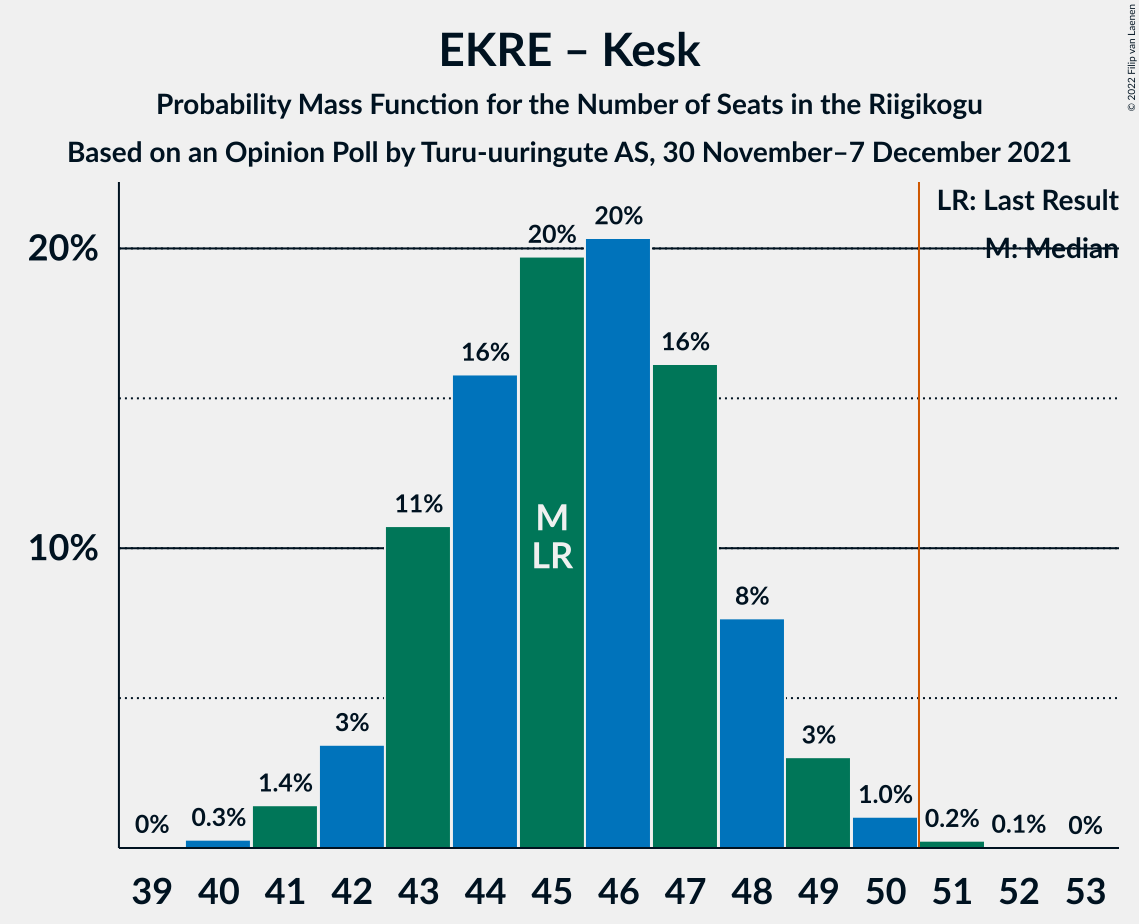 EKRE – Kesk
Probability Mass Function for the Number of Seats in the Riigikogu
Based on an Opinion Poll by Turu-uuringute AS, 30 November–7 December 2021
© 2022 Filip van Laenen
LR: Last Result
M: Median
20%
10%
0%
0.3%
1.4%
3%
11%
16%
20%
20%
16%
8%
3%
1.0%
0.2%
0.1%
0%
M
LR
39 40 41 42 43 44 45 46 47 48 49 50 51 52 53